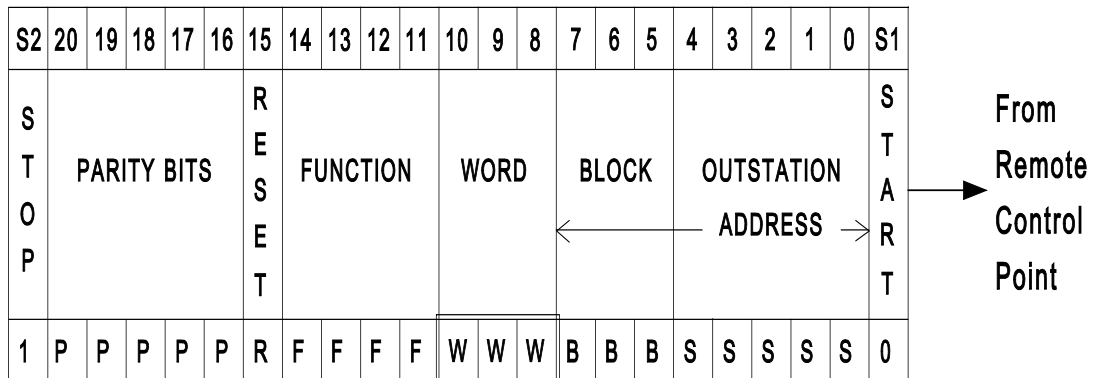 S2 20 19 18 17 16 15 14 13 12 11 10 9 8 7 6 5 4 3 2 1 0 S1
STOP
PARITY BITS
RESET
FUNCTION
WORD
BLOCK
OUTSTATION
ADDRESS
START
From
Remote
Control
Point
1 P P P P P R F F F F W W W B B B S S S S S 0